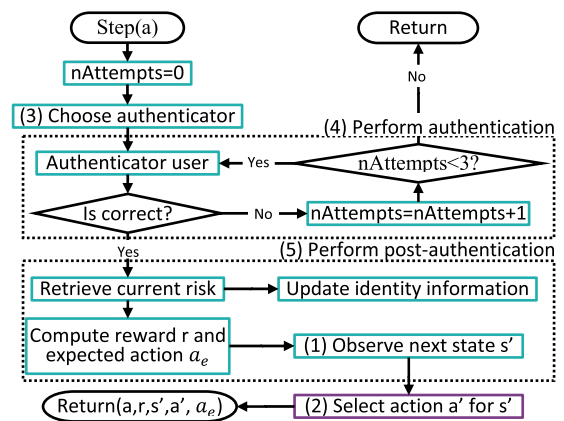 Step(a)
Return
nAttempts=0
No
(3) Choose authenticator
(4) Perform authentication
Authenticator user
Yes
nAttempts<3?
Is correct?
No
nAttempts=nAttempts+1
Yes
(5) Perform post-authentication
Retrieve current risk
Update identity information
Compute reward r and
expected action aₑ
(1) Observe next state s’
Return(a,r,s’,a’, aₑ)
(2) Select action a’ for s’